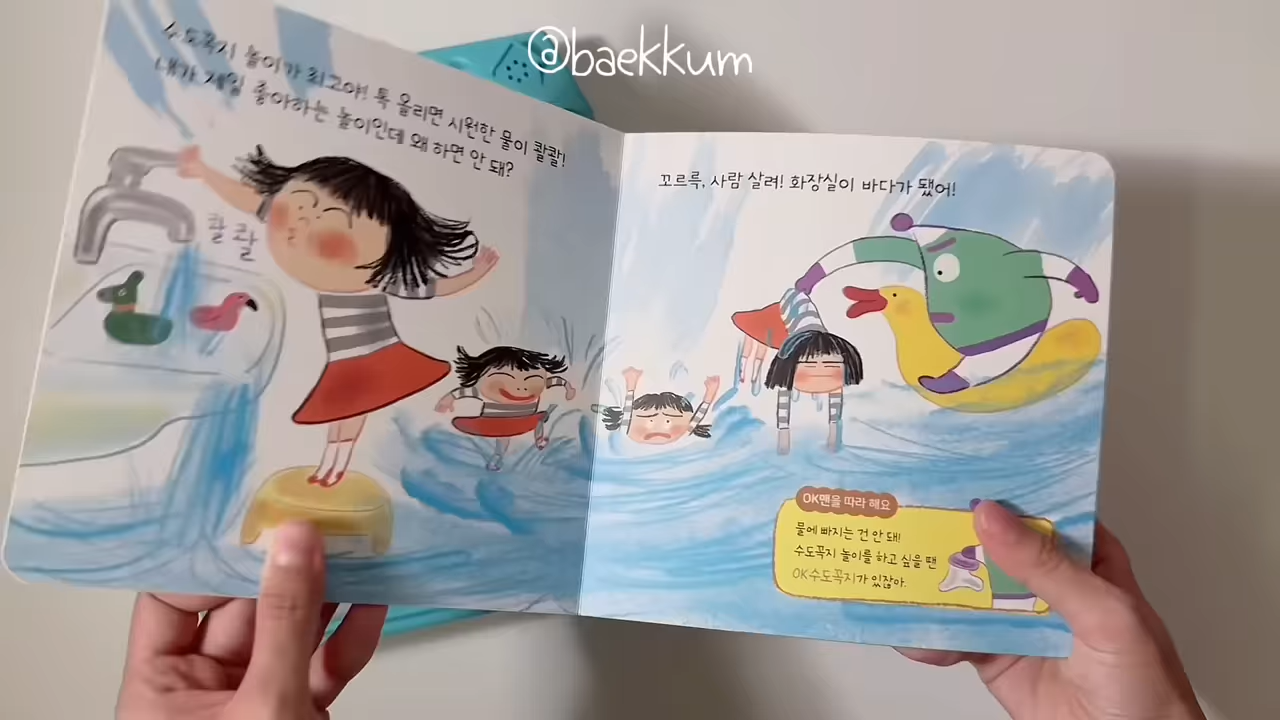 @baekkum
수도꼭지 놀이가 최고야! 톡 올리면 시원한 물이 콸콸!
내가 제일 좋아하는 놀이인데 왜 하면 안 돼?
콸 콸
꼬르륵, 사람 살려! 화장실이 바다가 됐어!
OK맨을 따라 해요
물에 빠지는 건 안 돼!
수도꼭지 놀이를 하고 싶을 땐
OK수도꼭지가 있잖아.